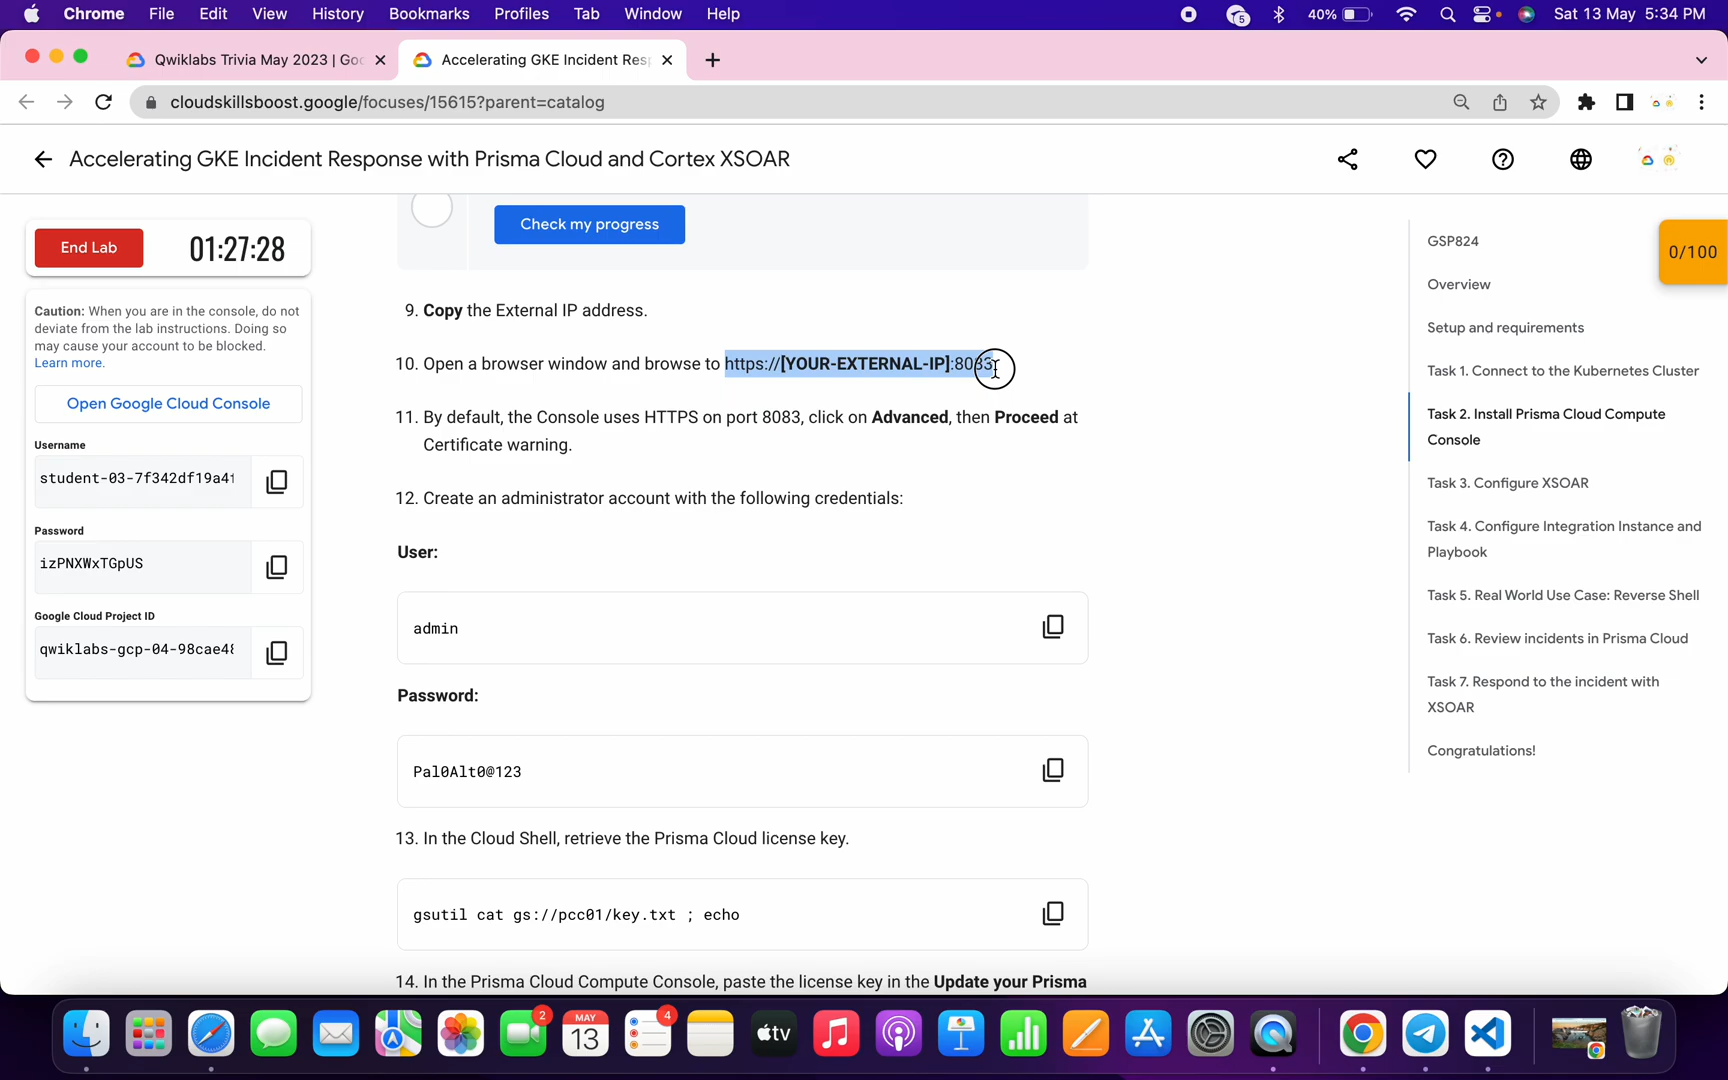 Chrome File Edit View History Bookmarks Profiles Tab Window Help
5 40% Sat 13 May 5:34 PM
Qwiklabs Trivia May 2023 | Goo
Accelerating GKE Incident Resp
cloudskillsboost.google/focuses/15615?parent=catalog
Accelerating GKE Incident Response with Prisma Cloud and Cortex XSOAR
End Lab
01:27:28
Caution: When you are in the console, do not
deviate from the lab instructions. Doing so
may cause your account to be blocked.
Learn more.
Open Google Cloud Console
Username
student-03-7f342df19a4f
Password
izPNXWxTGpUS
Google Cloud Project ID
qwiklabs-gcp-04-98cae48
Check my progress
9. Copy the External IP address.
10. Open a browser window and browse to https://[YOUR-EXTERNAL-IP]:8083
11. By default, the Console uses HTTPS on port 8083, click on Advanced, then Proceed at
Certificate warning.
12. Create an administrator account with the following credentials:
User:
admin
Password:
Pal0Alt0@123
13. In the Cloud Shell, retrieve the Prisma Cloud license key.
gsutil cat gs://pcc01/key.txt ; echo
14. In the Prisma Cloud Compute Console, paste the license key in the Update your Prisma
GSP824
Overview
Setup and requirements
Task 1. Connect to the Kubernetes Cluster
Task 2. Install Prisma Cloud Compute
Console
Task 3. Configure XSOAR
Task 4. Configure Integration Instance and
Playbook
Task 5. Real World Use Case: Reverse Shell
Task 6. Review incidents in Prisma Cloud
Task 7. Respond to the incident with
XSOAR
Congratulations!
0/100
2
MAY
13
4
tv